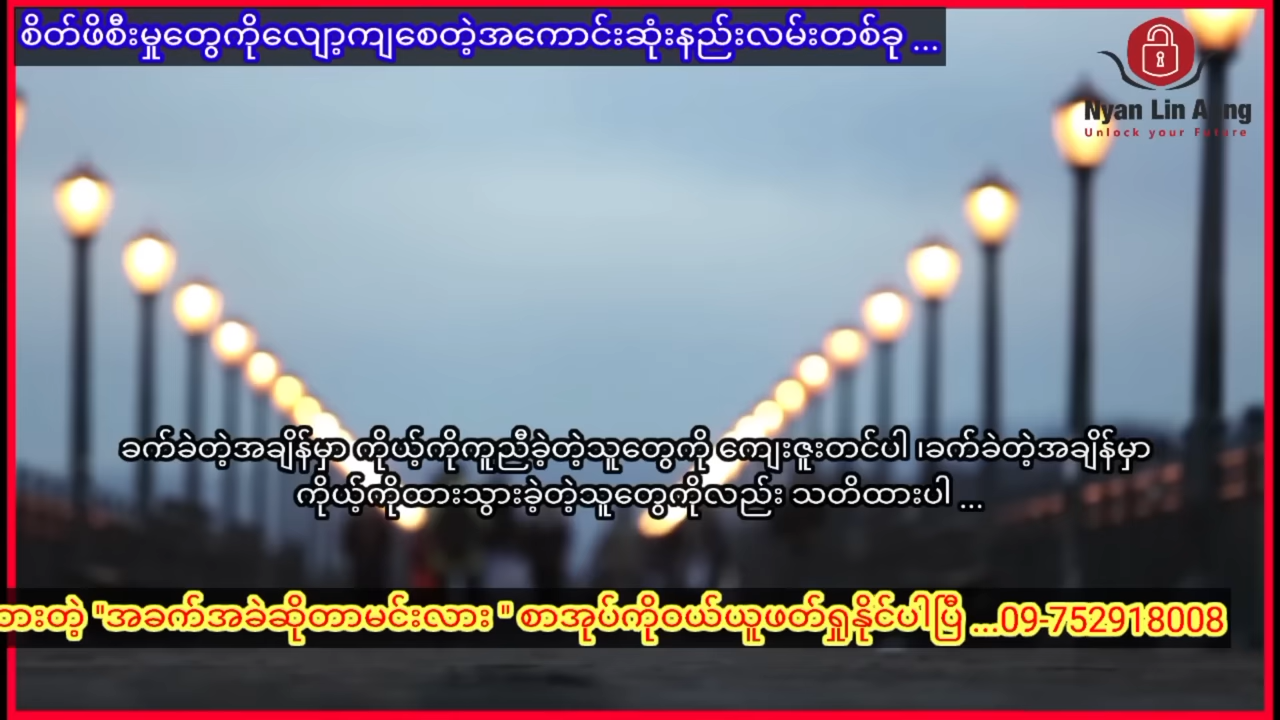 စိတ်ဖိစီးမှုတွေကိုလျော့ကျစေတဲ့အကောင်းဆုံးနည်းလမ်းတစ်ခု ...
Nyan Lin Aung
Unlock your Future
ခက်ခဲတဲ့အချိန်မှာ ကိုယ့်ကိုကူညီခဲ့တဲ့သူတွေကို ကျေးဇူးတင်ပါ ၊ခက်ခဲတဲ့အချိန်မှာ
ကိုယ့်ကိုထားသွားခဲ့တဲ့သူတွေကိုလည်း သတိထားပါ ...
"အခက်အခဲဆိုတာမင်းလား " စာအုပ်ကိုဝယ်ယူဖတ်ရှုနိုင်ပါပြီ ...09-752918008